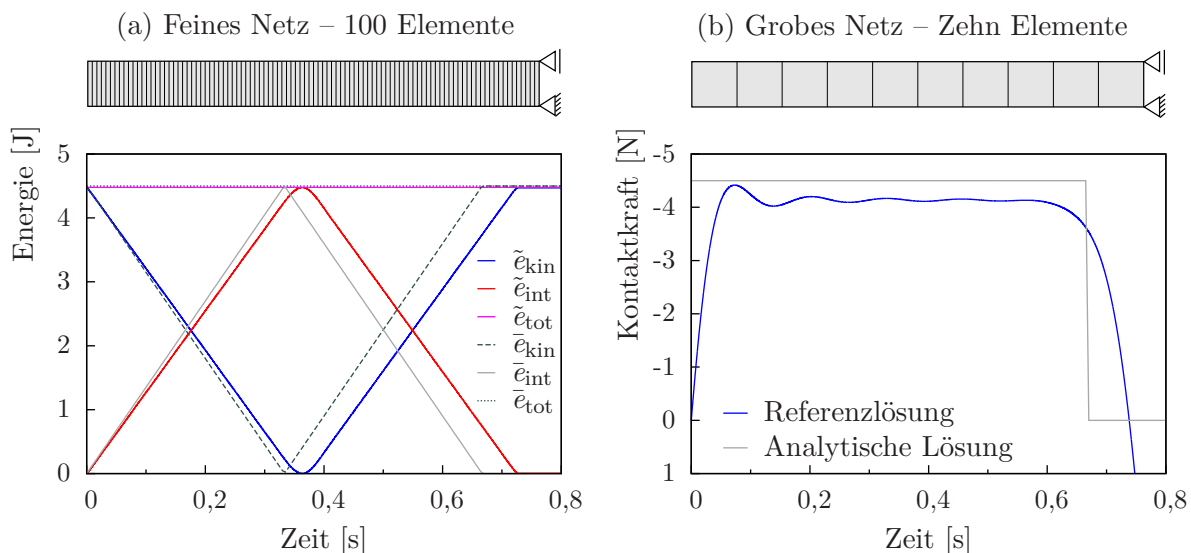 (a) Feines Netz – 100 Elemente
(b) Grobes Netz – Zehn Elemente
Energie [J]
5
4
3
2
1
0
ẽkin
ẽint
ẽtot
ēkin
ēint
ētot
0
0,2
0,4
0,6
0,8
Zeit [s]
Kontaktkraft [N]
-5
-4
-3
-2
-1
0
1
Referenzlösung
Analytische Lösung
0
0,2
0,4
0,6
0,8
Zeit [s]